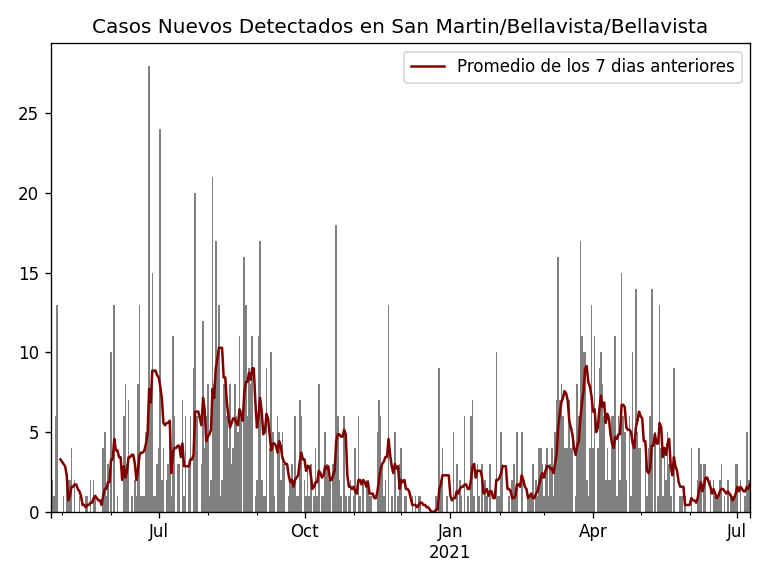 Casos Nuevos Detectados en San Martin/Bellavista/Bellavista
Promedio de los 7 dias anteriores
25
20
15
10
5
0
Jul
Oct
Jan
2021
Apr
Jul